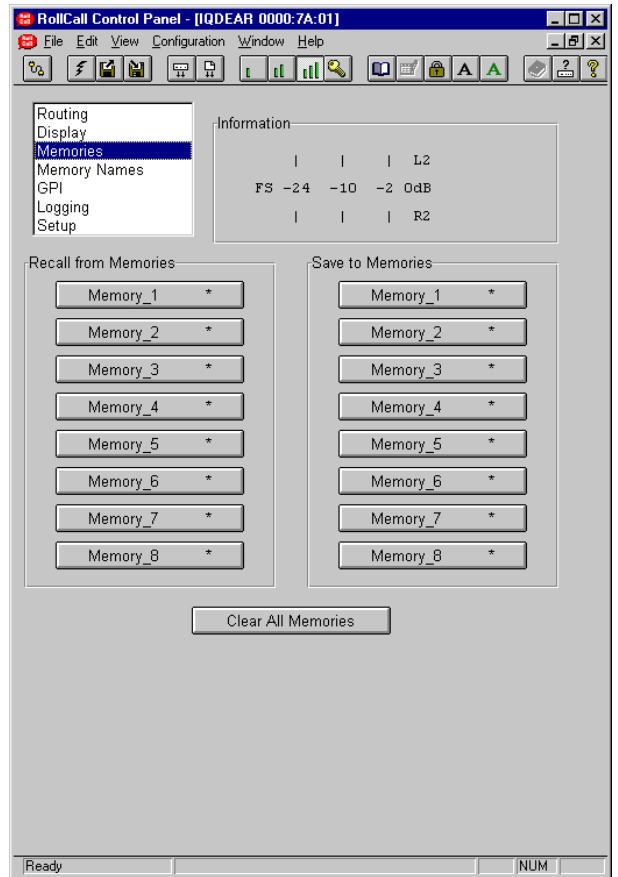 RollCall Control Panel - [IQDEAR 0000:7A:01]
File Edit View Configuration Window Help
A A
Routing
Display
Memories
Memory Names
GPI
Logging
Setup
Information
| | | L2
FS -24 -10 -2 0dB
| | | R2
Recall from Memories
Memory_1 *
Memory_2 *
Memory_3 *
Memory_4 *
Memory_5 *
Memory_6 *
Memory_7 *
Memory_8 *
Save to Memories
Memory_1 *
Memory_2 *
Memory_3 *
Memory_4 *
Memory_5 *
Memory_6 *
Memory_7 *
Memory_8 *
Clear All Memories
Ready NUM